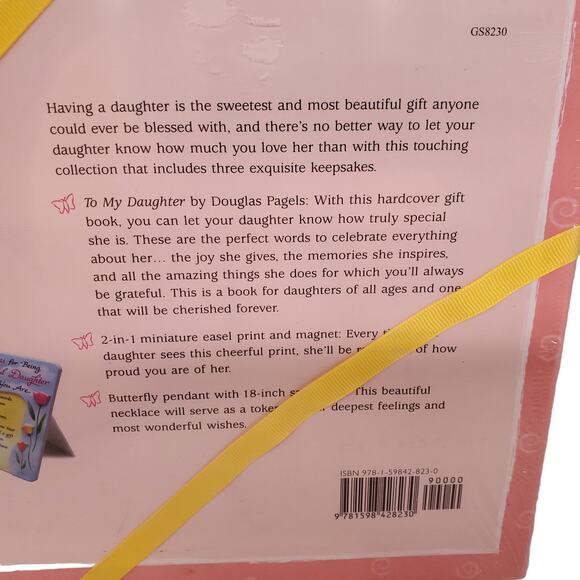 GS8230
Having a daughter is the sweetest and most beautiful gift anyone
could ever be blessed with, and there's no better way to let your
daughter know how much you love her than with this touching
collection that includes three exquisite keepsakes.
To My Daughter by Douglas Pagels: With this hardcover gift
book, you can let your daughter know how truly special
she is. These are the perfect words to celebrate everything
about her... the joy she gives, the memories she inspires,
and all the amazing things she does for which you'll always
be grateful. This is a book for daughters of all ages and one
that will be cherished forever.
2-in-1 miniature easel print and magnet: Every
daughter sees this cheerful print, she'll be of how
proud you are of her.
for Being
Daughter
You Are
Butterfly pendant with 18-inch This beautiful
necklace will serve as a deepest feelings and
most wonderful wishes.
ISBN 978-1-59842-823-0
90000
9 781598 428230